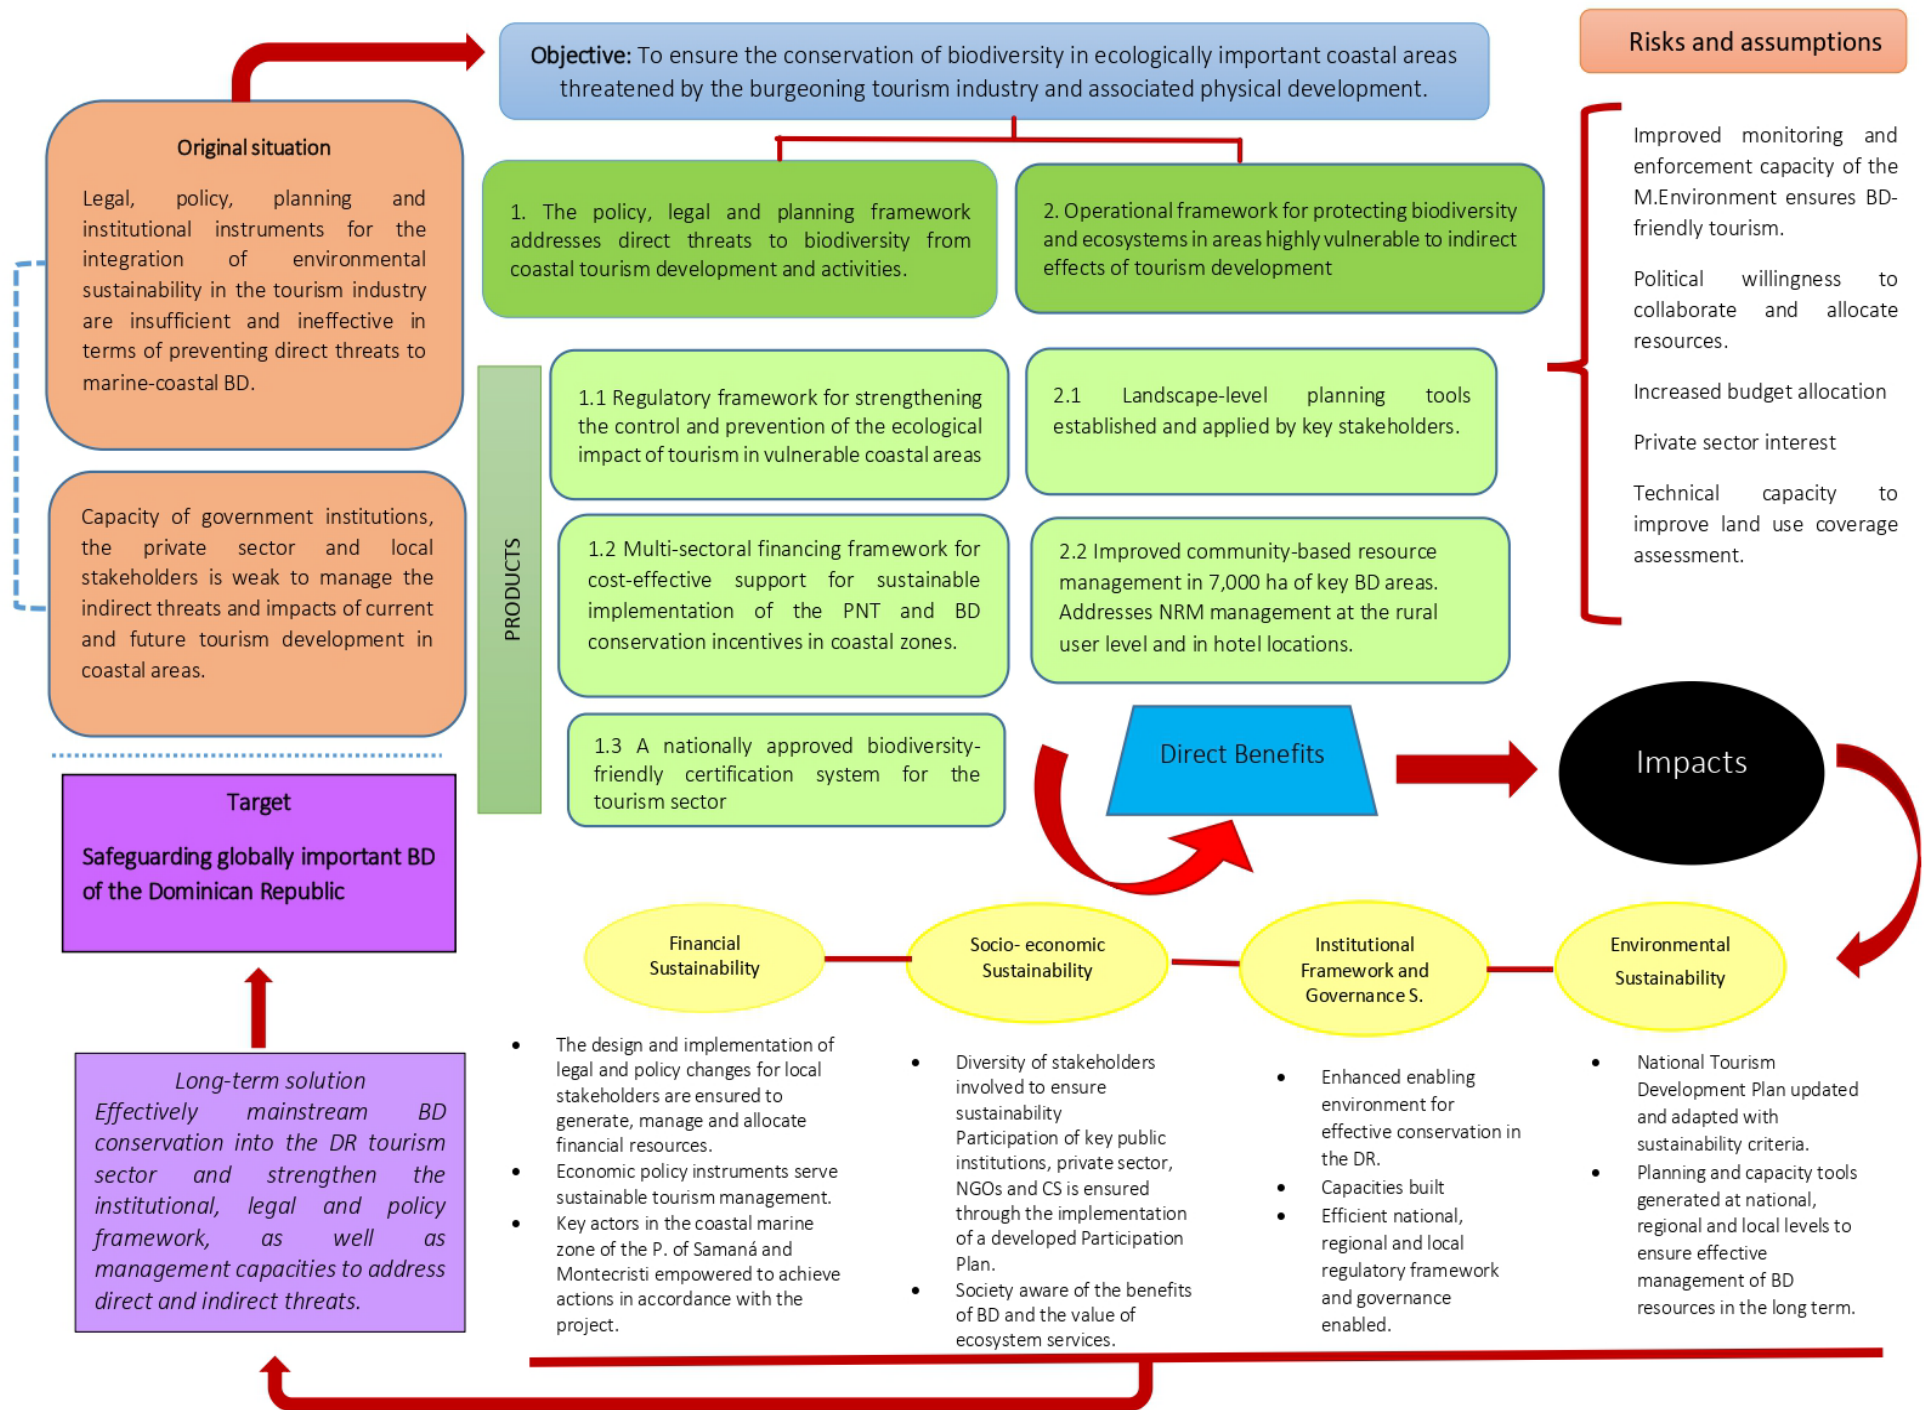 Objective: To ensure the conservation of biodiversity in ecologically important coastal areas
threatened by the burgeoning tourism industry and associated physical development.
Risks and assumptions
Original situation
Legal, policy, planning and
institutional instruments for the
integration of environmental
sustainability in the tourism industry
are insufficient and ineffective in
terms of preventing direct threats to
marine-coastal BD.
Capacity of government institutions,
the private sector and local
stakeholders is weak to manage the
indirect threats and impacts of current
and future tourism development in
coastal areas.
1. The policy, legal and planning framework
addresses direct threats to biodiversity from
coastal tourism development and activities.
2. Operational framework for protecting biodiversity
and ecosystems in areas highly vulnerable to indirect
effects of tourism development
PRODUCTS
1.1 Regulatory framework for strengthening
the control and prevention of the ecological
impact of tourism in vulnerable coastal areas
1.2 Multi-sectoral financing framework for
cost-effective support for sustainable
implementation of the PNT and BD
conservation incentives in coastal zones.
1.3 A nationally approved biodiversity-
friendly certification system for the
tourism sector
2.1 Landscape-level planning tools
established and applied by key stakeholders.
2.2 Improved community-based resource
management in 7,000 ha of key BD areas.
Addresses NRM management at the rural
user level and in hotel locations.
Improved monitoring and
enforcement capacity of the
M.Environment ensures BD-
friendly tourism.
Political willingness to
collaborate and allocate
resources.
Increased budget allocation
Private sector interest
Technical capacity to
improve land use coverage
assessment.
Direct Benefits
Impacts
Target
Safeguarding globally important BD
of the Dominican Republic
Long-term solution
Effectively mainstream BD
conservation into the DR tourism
sector and strengthen the
institutional, legal and policy
framework, as well as
management capacities to address
direct and indirect threats.
Financial
Sustainability
Socio- economic
Sustainability
Institutional
Framework and
Governance S.
Environmental
Sustainability
• The design and implementation of
legal and policy changes for local
stakeholders are ensured to
generate, manage and allocate
financial resources.
• Economic policy instruments serve
sustainable tourism management.
• Key actors in the coastal marine
zone of the P. of Samaná and
Montecristi empowered to achieve
actions in accordance with the
project.
• Diversity of stakeholders
involved to ensure
sustainability
Participation of key public
institutions, private sector,
NGOs and CS is ensured
through the implementation
of a developed Participation
Plan.
• Society aware of the benefits
of BD and the value of
ecosystem services.
• Enhanced enabling
environment for
effective conservation in
the DR.
• Capacities built
• Efficient national,
regional and local
regulatory framework
and governance
enabled.
• National Tourism
Development Plan updated
and adapted with
sustainability criteria.
• Planning and capacity tools
generated at national,
regional and local levels to
ensure effective
management of BD
resources in the long term.